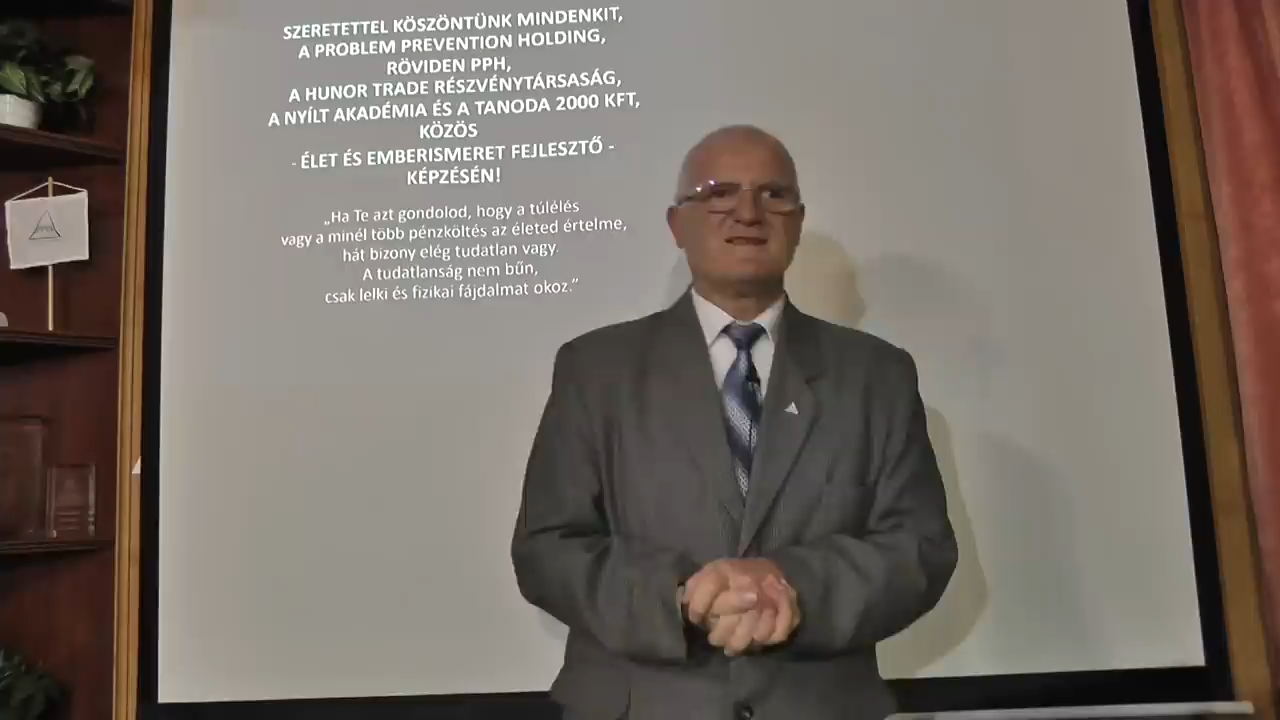 SZERETETTEL KÖSZÖNTÜNK MINDENKIT,
A PROBLEM PREVENTION HOLDING,
RÖVIDEN PPH,
A HUNOR TRADE RÉSZVÉNYTÁRSASÁG,
A NYÍLT AKADÉMIA ÉS A TANODA 2000 KFT,
KÖZÖS
- ÉLET ÉS EMBERISMERET FEJLESZTŐ -
KÉPZÉSÉN!
„Ha Te azt gondolod, hogy a túlélés
vagy a minél több pénzköltés az életed értelme,
hát bizony elég tudatlan vagy.
A tudatlanság nem bűn,
csak lelki és fizikai fájdalmat okoz.”